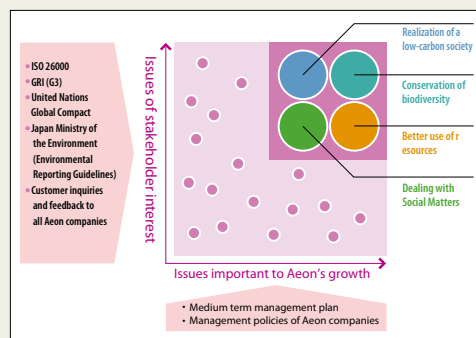 • ISO 26000
• GRI (G3)
• United Nations
Global Compact
• Japan Ministry of
the Environment
(Environmental
Reporting Guidelines)
• Customer inquiries
and feedback to
all Aeon companies
Issues of stakeholder
interest
Realization of a
low-carbon society
Conservation of
biodiversity
Better use of r
esources
Dealing with
Social Matters
Issues important to Aeon's growth
• Medium term management plan
• Management policies of Aeon companies